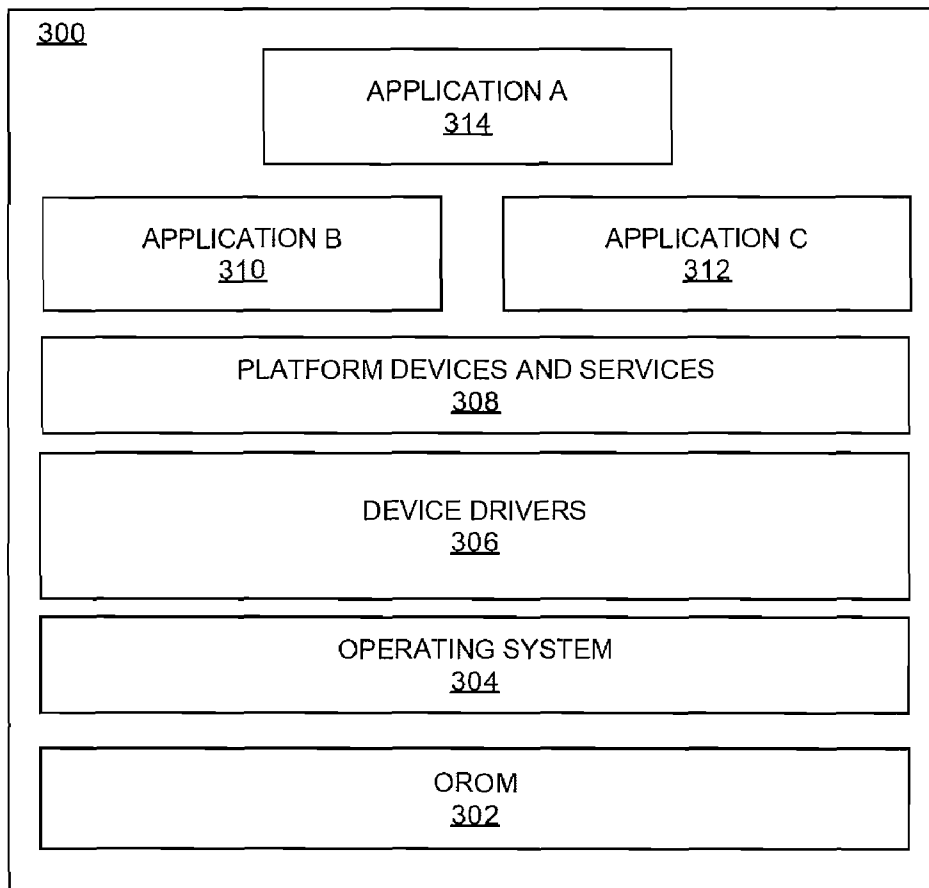 300
APPLICATION A
314
APPLICATION B
310
APPLICATION C
312
PLATFORM DEVICES AND SERVICES
308
DEVICE DRIVERS
306
OPERATING SYSTEM
304
OROM
302